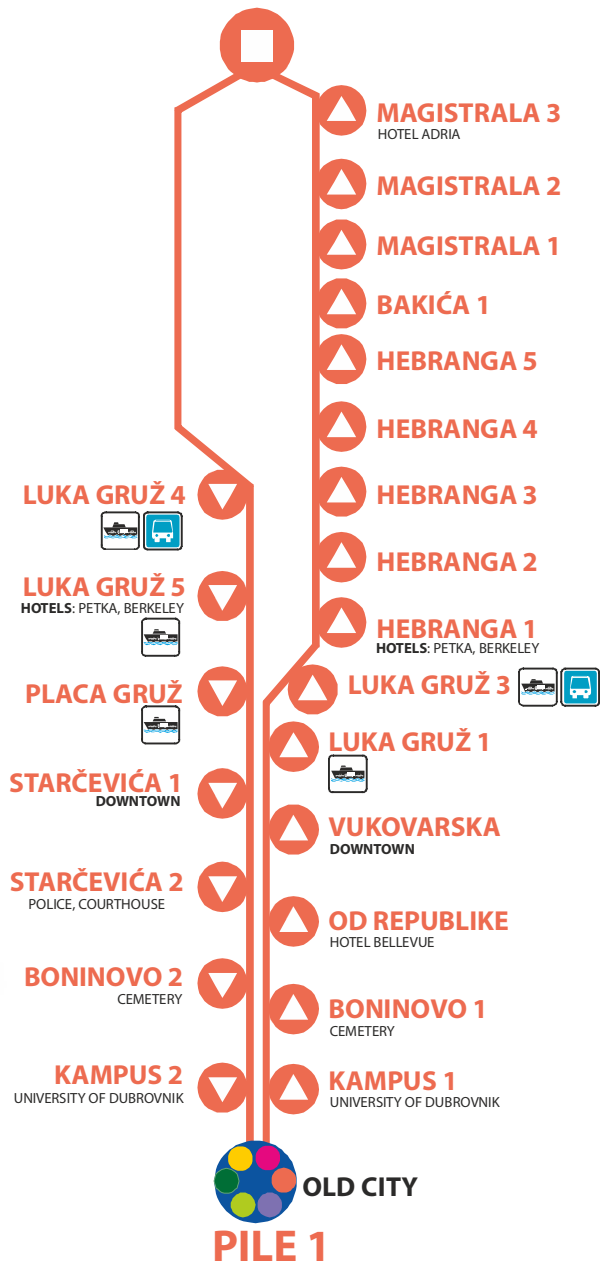 MAGISTRALA 3
HOTEL ADRIA
MAGISTRALA 2
MAGISTRALA 1
BAKIĆA 1
HEBRANGA 5
HEBRANGA 4
HEBRANGA 3
HEBRANGA 2
HEBRANGA 1
HOTELS: PETKA, BERKELEY
LUKA GRUŽ 3
LUKA GRUŽ 1
VUKOVARSKA
DOWNTOWN
OD REPUBLIKE
HOTEL BELLEVUE
BONINOVO 1
CEMETERY
KAMPUS 1
UNIVERSITY OF DUBROVNIK
LUKA GRUŽ 4
LUKA GRUŽ 5
HOTELS: PETKA, BERKELEY
PLACA GRUŽ
STARČEVIĆA 1
DOWNTOWN
STARČEVIĆA 2
POLICE, COURTHOUSE
BONINOVO 2
CEMETERY
KAMPUS 2
UNIVERSITY OF DUBROVNIK
OLD CITY
PILE 1